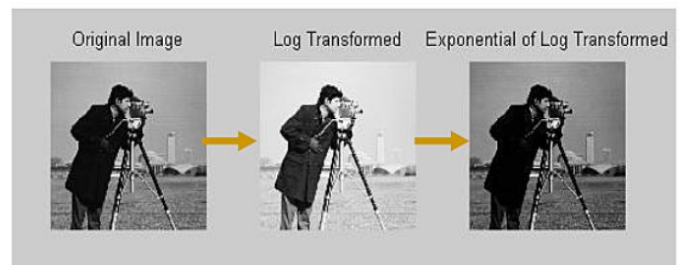 Original Image
Log Transformed
Exponential of Log Transformed